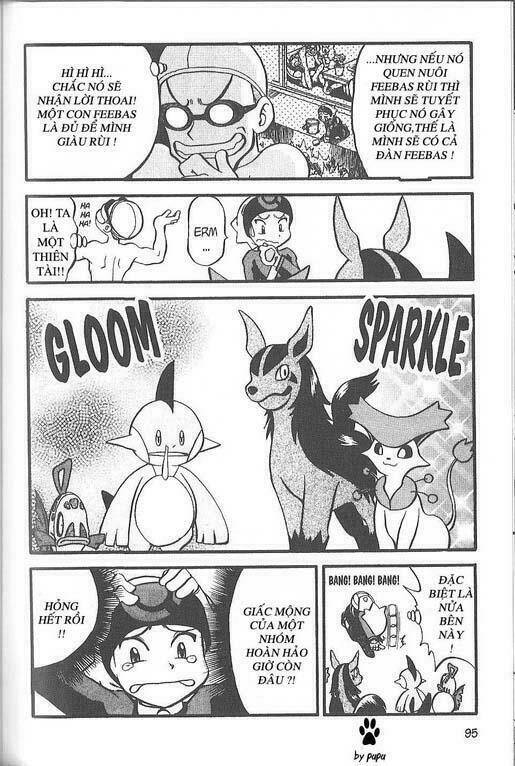 ...NHƯNG NẾU NÓ
QUEN NUÔI
FEEBAS RÙI THÌ
MÌNH SẼ TUYẾT
PHỤC NÓ GÂY
GIỐNG,THẾ LÀ
MÌNH SẼ CÓ CẢ
ĐÀN FEEBAS !
HÌ HÌ HÌ...
CHẮC NÓ SẼ
NHẬN LỜI THOAI!
MỘT CON FEEBAS
LÀ ĐỦ ĐỂ MÌNH
GIÀU RÙI !
ERM
...
HA
HA
HA!
OH! TA
LÀ
MỘT
THIÊN
TÀI!!
SPARKLE
GLOOM
ĐẶC
BIỆT LÀ
NỬA
BÊN
NÀY !
BANG! BANG! BANG!
GIẤC MỘNG
CỦA MỘT
NHÓM
HOÀN HẢO
GIỜ CÒN
ĐÂU ?!
HỎNG
HẾT RỒI
!!
95
by pupu